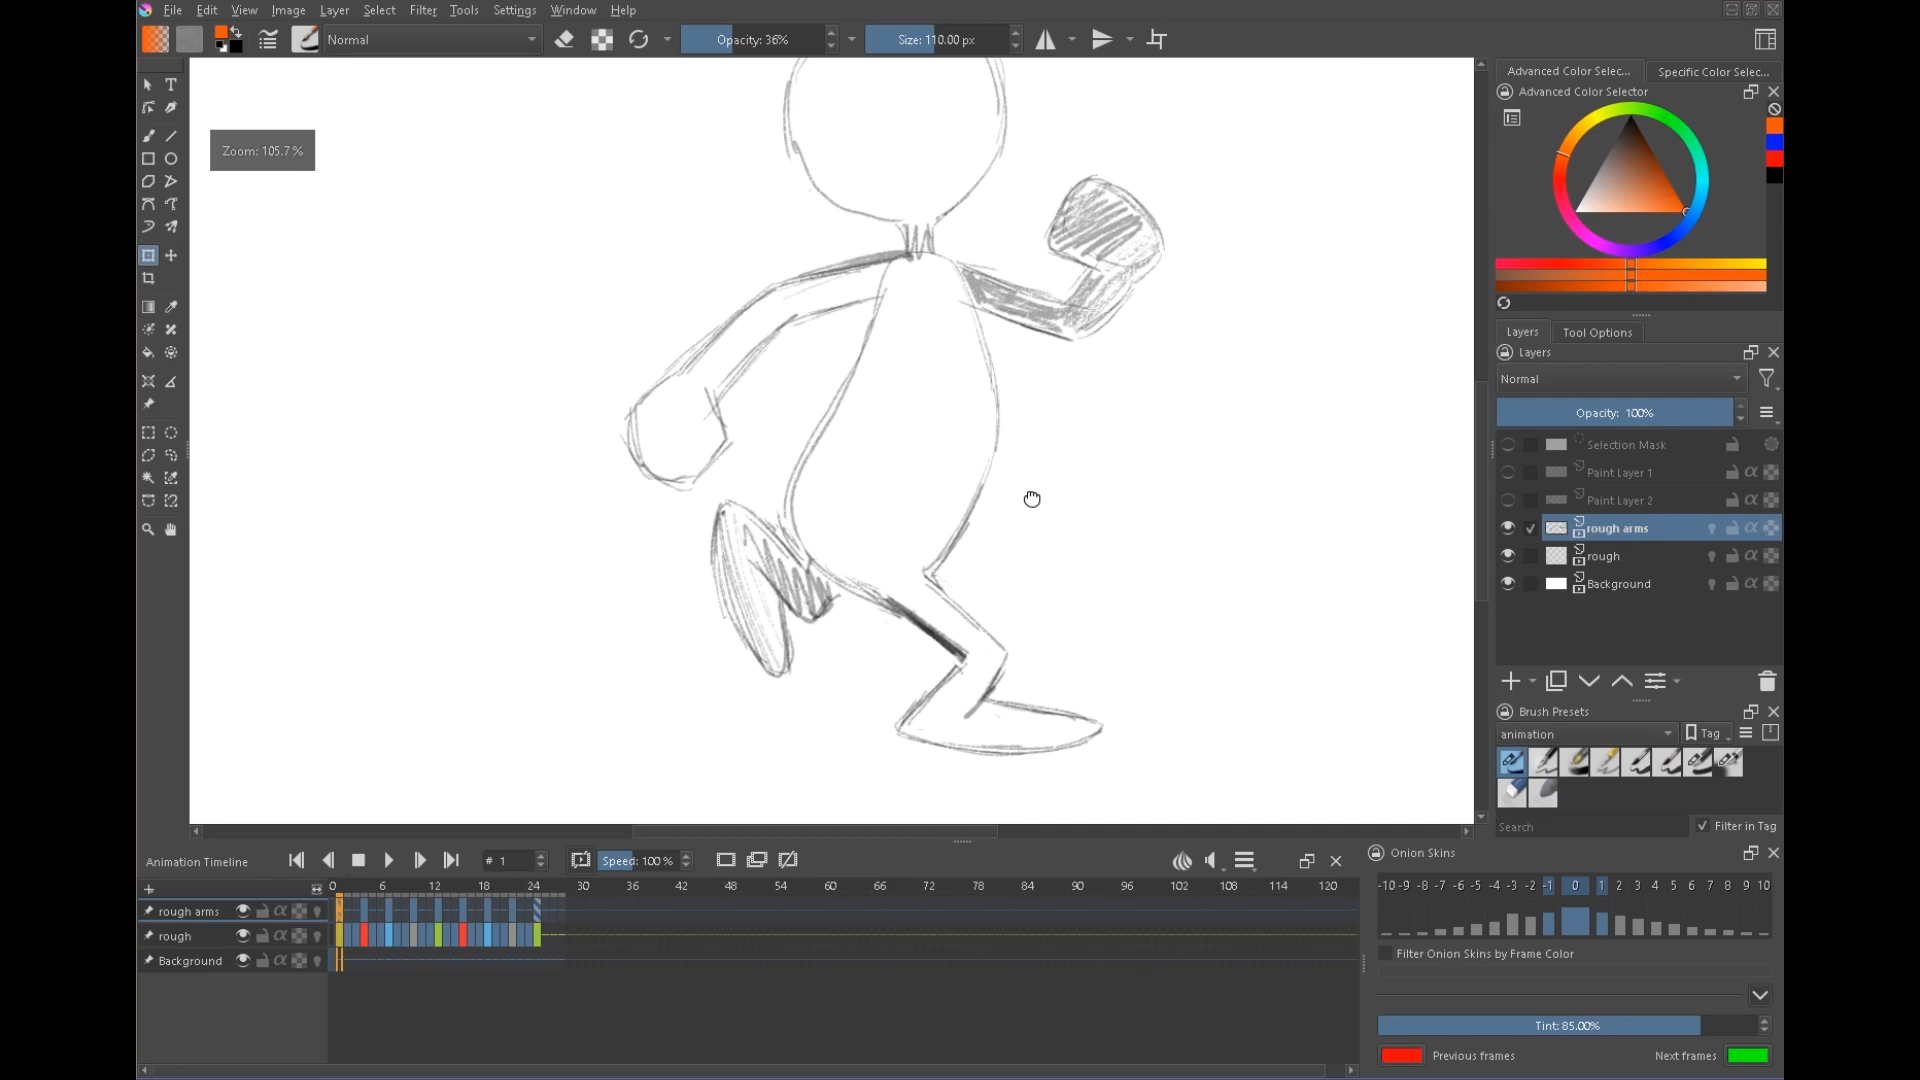 File Edit View Image Layer Select Filter Tools Settings Window Help
Normal
Opacity: 36%
Size: 110.00 px
Zoom: 105.7%
Advanced Color Selec... Specific Color Selec...
Advanced Color Selector
Layers Tool Options
Layers
Normal
Opacity: 100%
Selection Mask
Paint Layer 1
Paint Layer 2
rough arms
rough
Background
Brush Presets
animation
Tag
Search
Filter in Tag
Animation Timeline
# 1
Speed: 100 %
0 6 12 18 24 30 36 42 48 54 60 66 72 78 84 90 96 102 108 114 120
rough arms
rough
Background
Onion Skins
-10 -9 -8 -7 -6 -5 -4 -3 -2 -1 0 1 2 3 4 5 6 7 8 9 10
Filter Onion Skins by Frame Color
Tint: 85.00%
Previous frames
Next frames